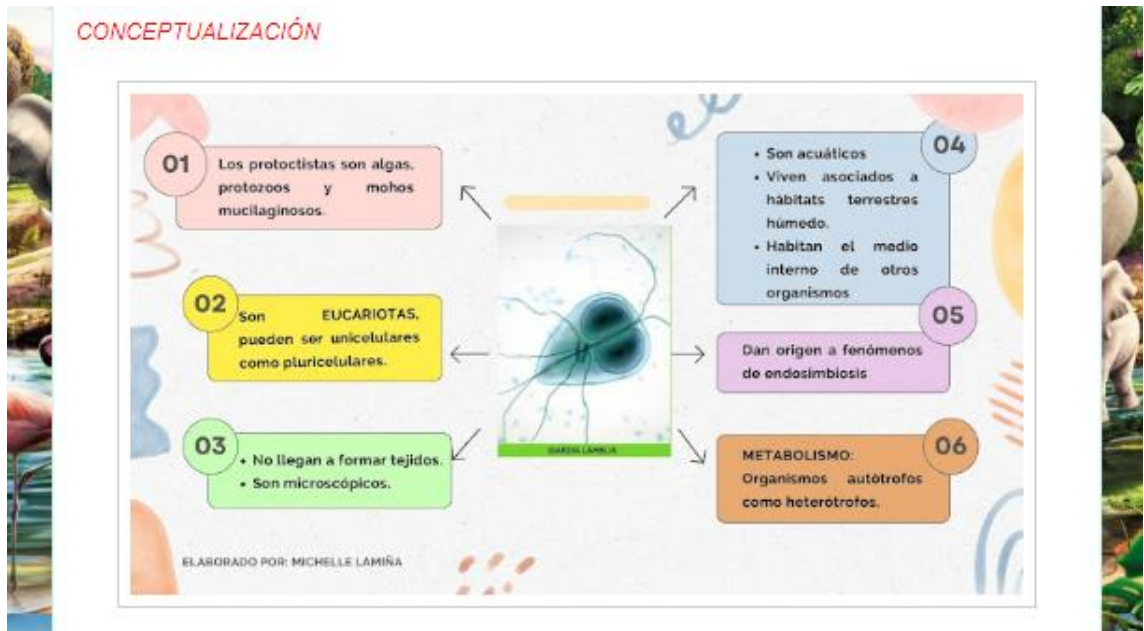 CONCEPTUALIZACIÓN
01
Los protoctistas son algas,
protozoos y mohos
mucilaginosos.
02
Son EUCARIOTAS,
pueden ser unicelulares
como pluricelulares.
03
• No llegan a formar tejidos.
• Son microscópicos.
04
• Son acuáticos
• Viven asociados a
hábitats terrestres
húmedo.
• Habitan el medio
interno de otros
organismos
05
Dan origen a fenómenos
de endosimbiosis
06
METABOLISMO:
Organismos autótrofos
como heterótrofos.
GIARDIA LAMBLIA
ELABORADO POR: MICHELLE LAMIÑA